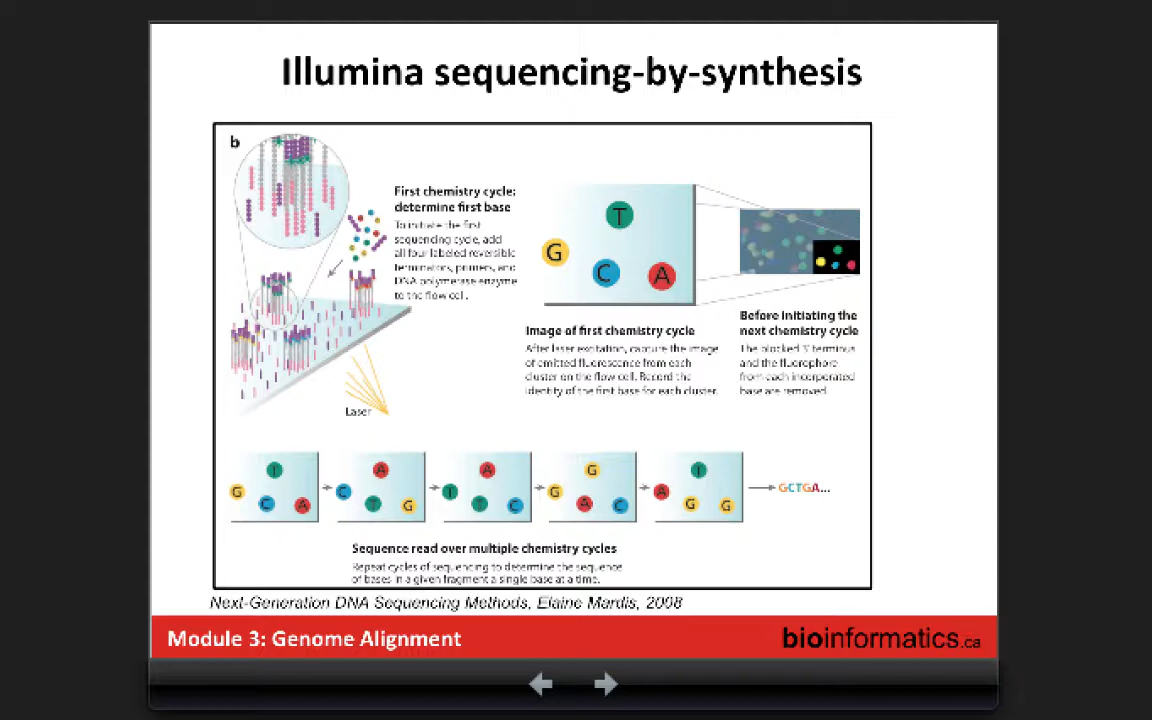 Illumina sequencing-by-synthesis
b
First chemistry cycle:
determine first base
To initiate the first
sequencing cycle, add
all four labeled reversible
terminators, primers, and
DNA polymerase enzyme
to the flow cell.
Laser
T
G
C
A
Image of first chemistry cycle
After laser excitation, capture the image
of emitted fluorescence from each
cluster on the flow cell. Record the
identity of the first base for each cluster.
Before initiating the
next chemistry cycle
The blocked 3' terminus
and the fluorophore
from each incorporated
base are removed.
T
G
C
A
A
C
T
G
A
T
T
C
G
G
A
C
T
A
G
G
GCTGA...
Sequence read over multiple chemistry cycles
Repeat cycles of sequencing to determine the sequence
of bases in a given fragment a single base at a time.
Next-Generation DNA Sequencing Methods, Elaine Mardis, 2008
Module 3: Genome Alignment
bioinformatics.ca